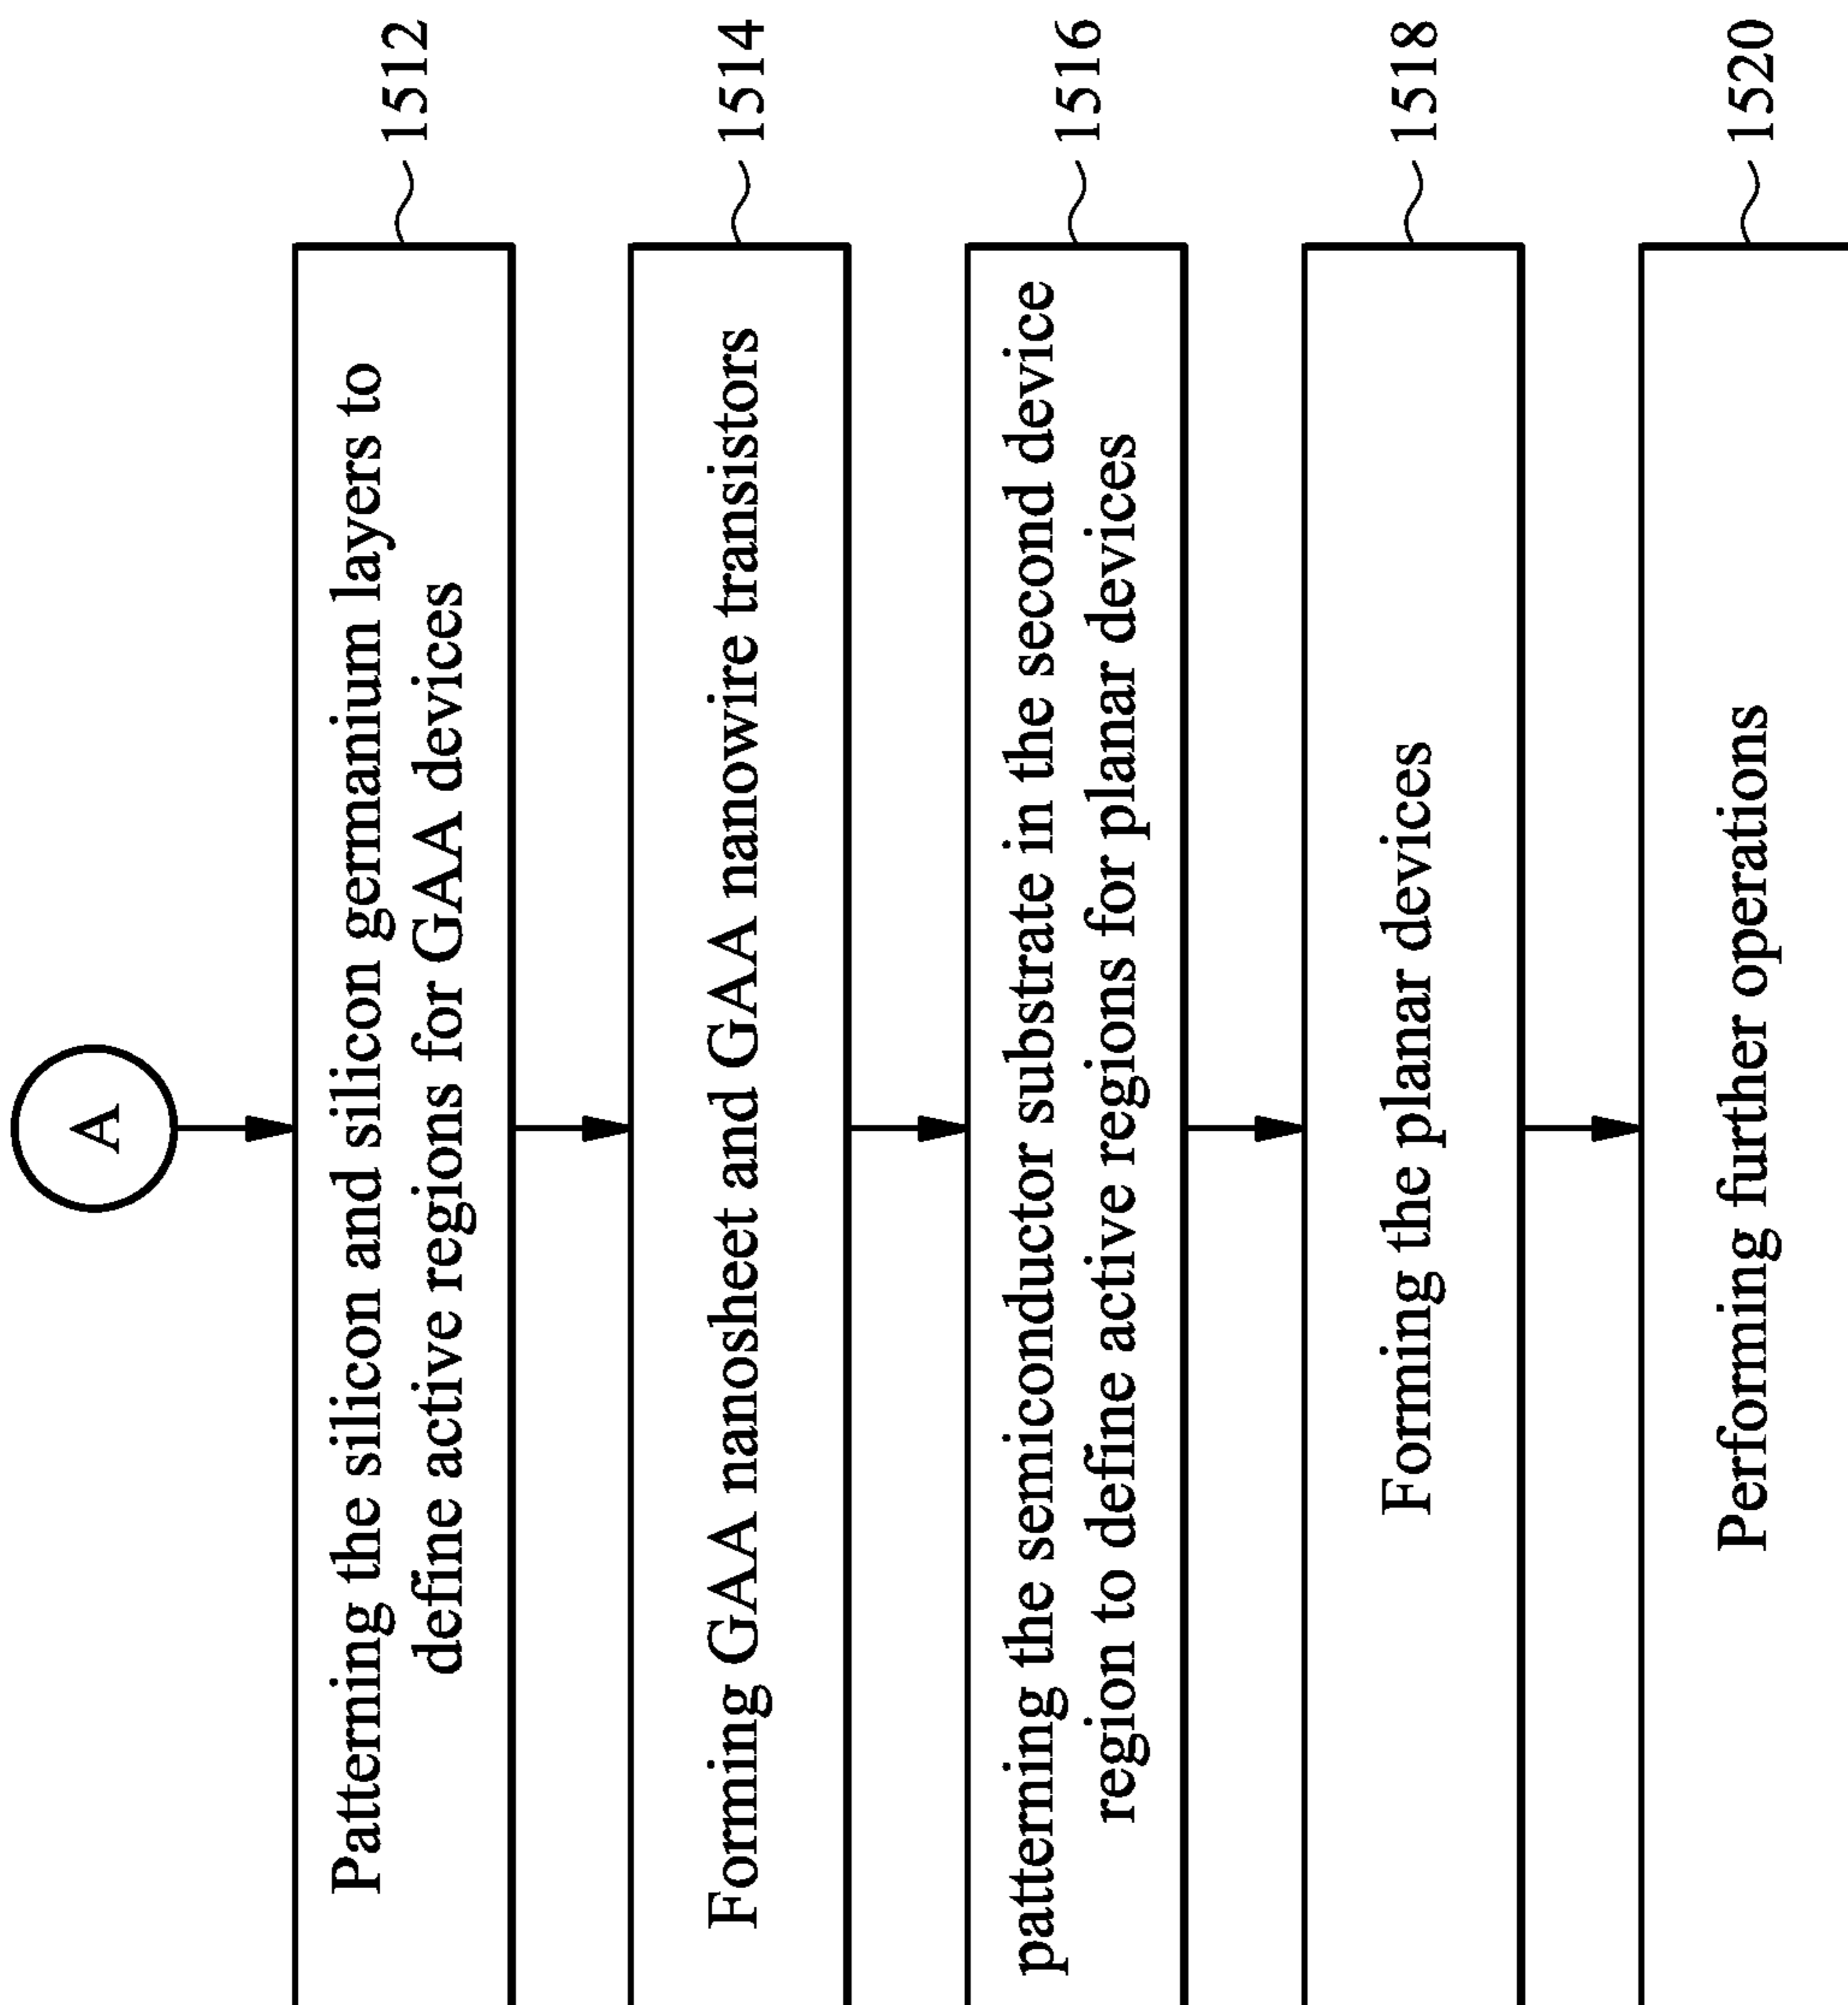 A
Patterning the silicon and silicon germanium layers to
define active regions for GAA devices
1512
Forming GAA nanosheet and GAA nanowire transistors
1514
patterning the semiconductor substrate in the second device
region to define active regions for planar devices
1516
Forming the planar devices
1518
Performing further operations
1520